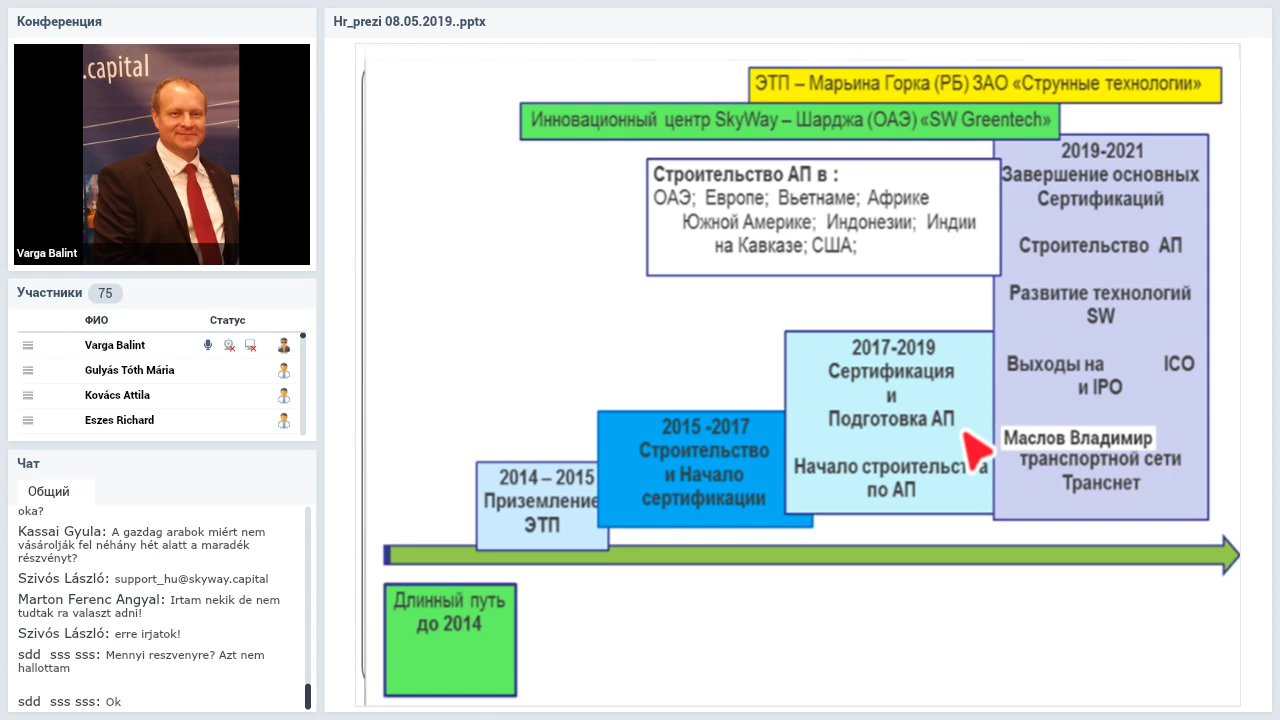 Конференция
.capital
Varga Balint
Участники 75
ФИО Статус
Varga Balint
Gulyás Tóth Mária
Kovács Attila
Eszes Richard
Чат
Общий
oka?
Kassai Gyula: A gazdag arabok miért nem
vásárolják fel néhány hét alatt a maradék
részvényt?
Szivós László: support_hu@skyway.capital
Marton Ferenc Angyal: Irtam nekik de nem
tudtak ra valaszt adni!
Szivós László: erre irjatok!
sdd sss sss: Mennyi reszvenyre? Azt nem
hallottam
sdd sss sss: Ok
Hr_prezi 08.05.2019..pptx
ЭТП – Марьина Горка (РБ) ЗАО «Струнные технологии»
Инновационный центр SkyWay – Шарджа (ОАЭ) «SW Greentech»
Строительство АП в :
ОАЭ; Европе; Вьетнаме; Африке
Южной Америке; Индонезии; Индии
на Кавказе; США;
2019-2021
Завершение основных
Сертификаций
Строительство АП
Развитие технологий
SW
Выходы на ICO
и IPO
Маслов Владимир
транспортной сети
Транснет
2017-2019
Сертификация
и
Подготовка АП
Начало строительст а
по АП
2015 -2017
Строительство
и Начало
сертификации
2014 – 2015
Приземление
ЭТП
Длинный путь
до 2014